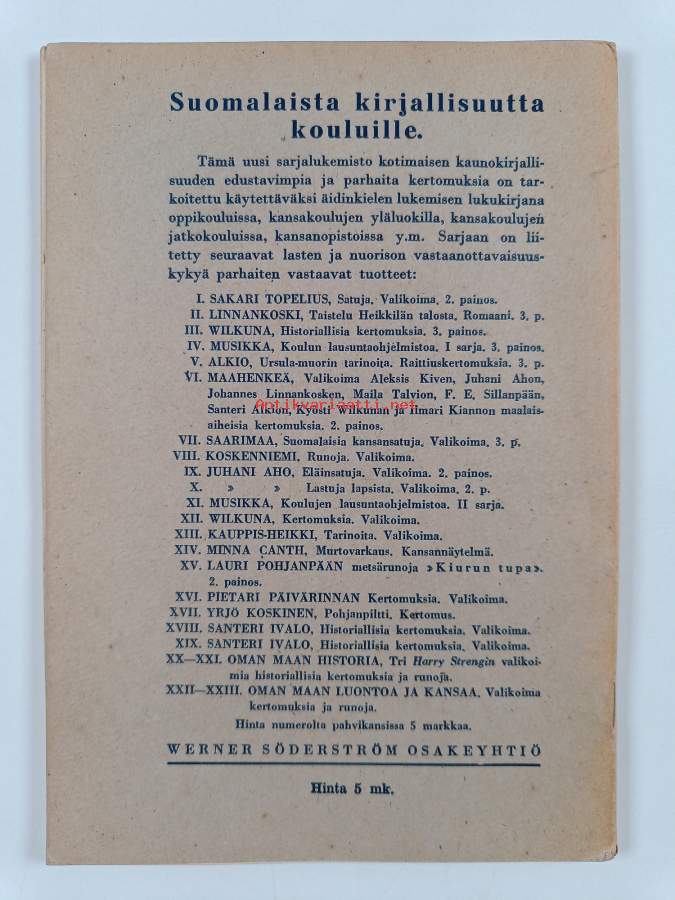 Suomalaista kirjallisuutta
kouluille.
Tämä uusi sarjalukemisto kotimaisen kaunokirjalli-
suuden edustavimpia ja parhaita kertomuksia on tar-
koitettu käytettäväksi äidinkielen lukemisen lukukirjana
oppikouluissa, kansakoulujen yläluokilla, kansakoulujen
jatkokouluissa, kansanopistoissa y.m. Sarjaan on lii-
tetty seuraavat lasten ja nuorison vastaanottavaisuus-
kykyä parhaiten vastaavat tuotteet:
I. SAKARI TOPELIUS, Satuja. Valikoima. 2. painos.
II. LINNANKOSKI, Taistelu Heikkilän talosta. Romaani. 3. p.
III. WILKUNA, Historiallisia kertomuksia. 3. painos.
IV. MUSIKKA, Koulun lausuntaohjelmistoa. I sarja. 3. painos.
V. ALKIO, Ursula-muorin tarinoita. Raittiuskertomuksia. 3. p.
VI. MAAHENKEÄ, Valikoima Aleksis Kiven, Juhani Ahon,
Johannes Linnankosken, Maila Talvion, F. E. Sillanpään,
Santeri Alkion, Kyösti Wilkunan ja Ilmari Kiannon maalais-
Antikvariaatti.net
aiheisia kertomuksia. 2. painos.
VII. SAARIMAA, Suomalaisia kansansatuja. Valikoima. 3. p.
VIII. KOSKENNIEMI, Runoja. Valikoima.
IX. JUHANI AHO, Eläinsatuja. Valikoima. 2. painos.
X. » » Lastuja lapsista. Valikoima. 2. p.
XI. MUSIKKA, Koulujen lausuntaohjelmistoa. II sarja.
XII. WILKUNA, Kertomuksia. Valikoima.
XIII. KAUPPIS-HEIKKI, Tarinoita. Valikoima.
XIV. MINNA CANTH, Murtovarkaus. Kansannäytelmä.
XV. LAURI POHJANPÄÄN metsärunoja »Kiurun tupa».
2. painos.
XVI. PIETARI PÄIVÄRINNAN Kertomuksia. Valikoima.
XVII. YRJÖ KOSKINEN, Pohjanpiltti. Kertomus.
XVIII. SANTERI IVALO, Historiallisia kertomuksia. Valikoima.
XIX. SANTERI IVALO, Historiallisia kertomuksia. Valikoima.
XX—XXI. OMAN MAAN HISTORIA, Tri Harry Strengin valikoi-
mia historiallisia kertomuksia ja runoja.
XXII—XXIII. OMAN MAAN LUONTOA JA KANSAA, Valikoima
kertomuksia ja runoja.
Hinta numerolta pahvikansissa 5 markkaa.
WERNER SÖDERSTRÖM OSAKEYHTIÖ
Hinta 5 mk.